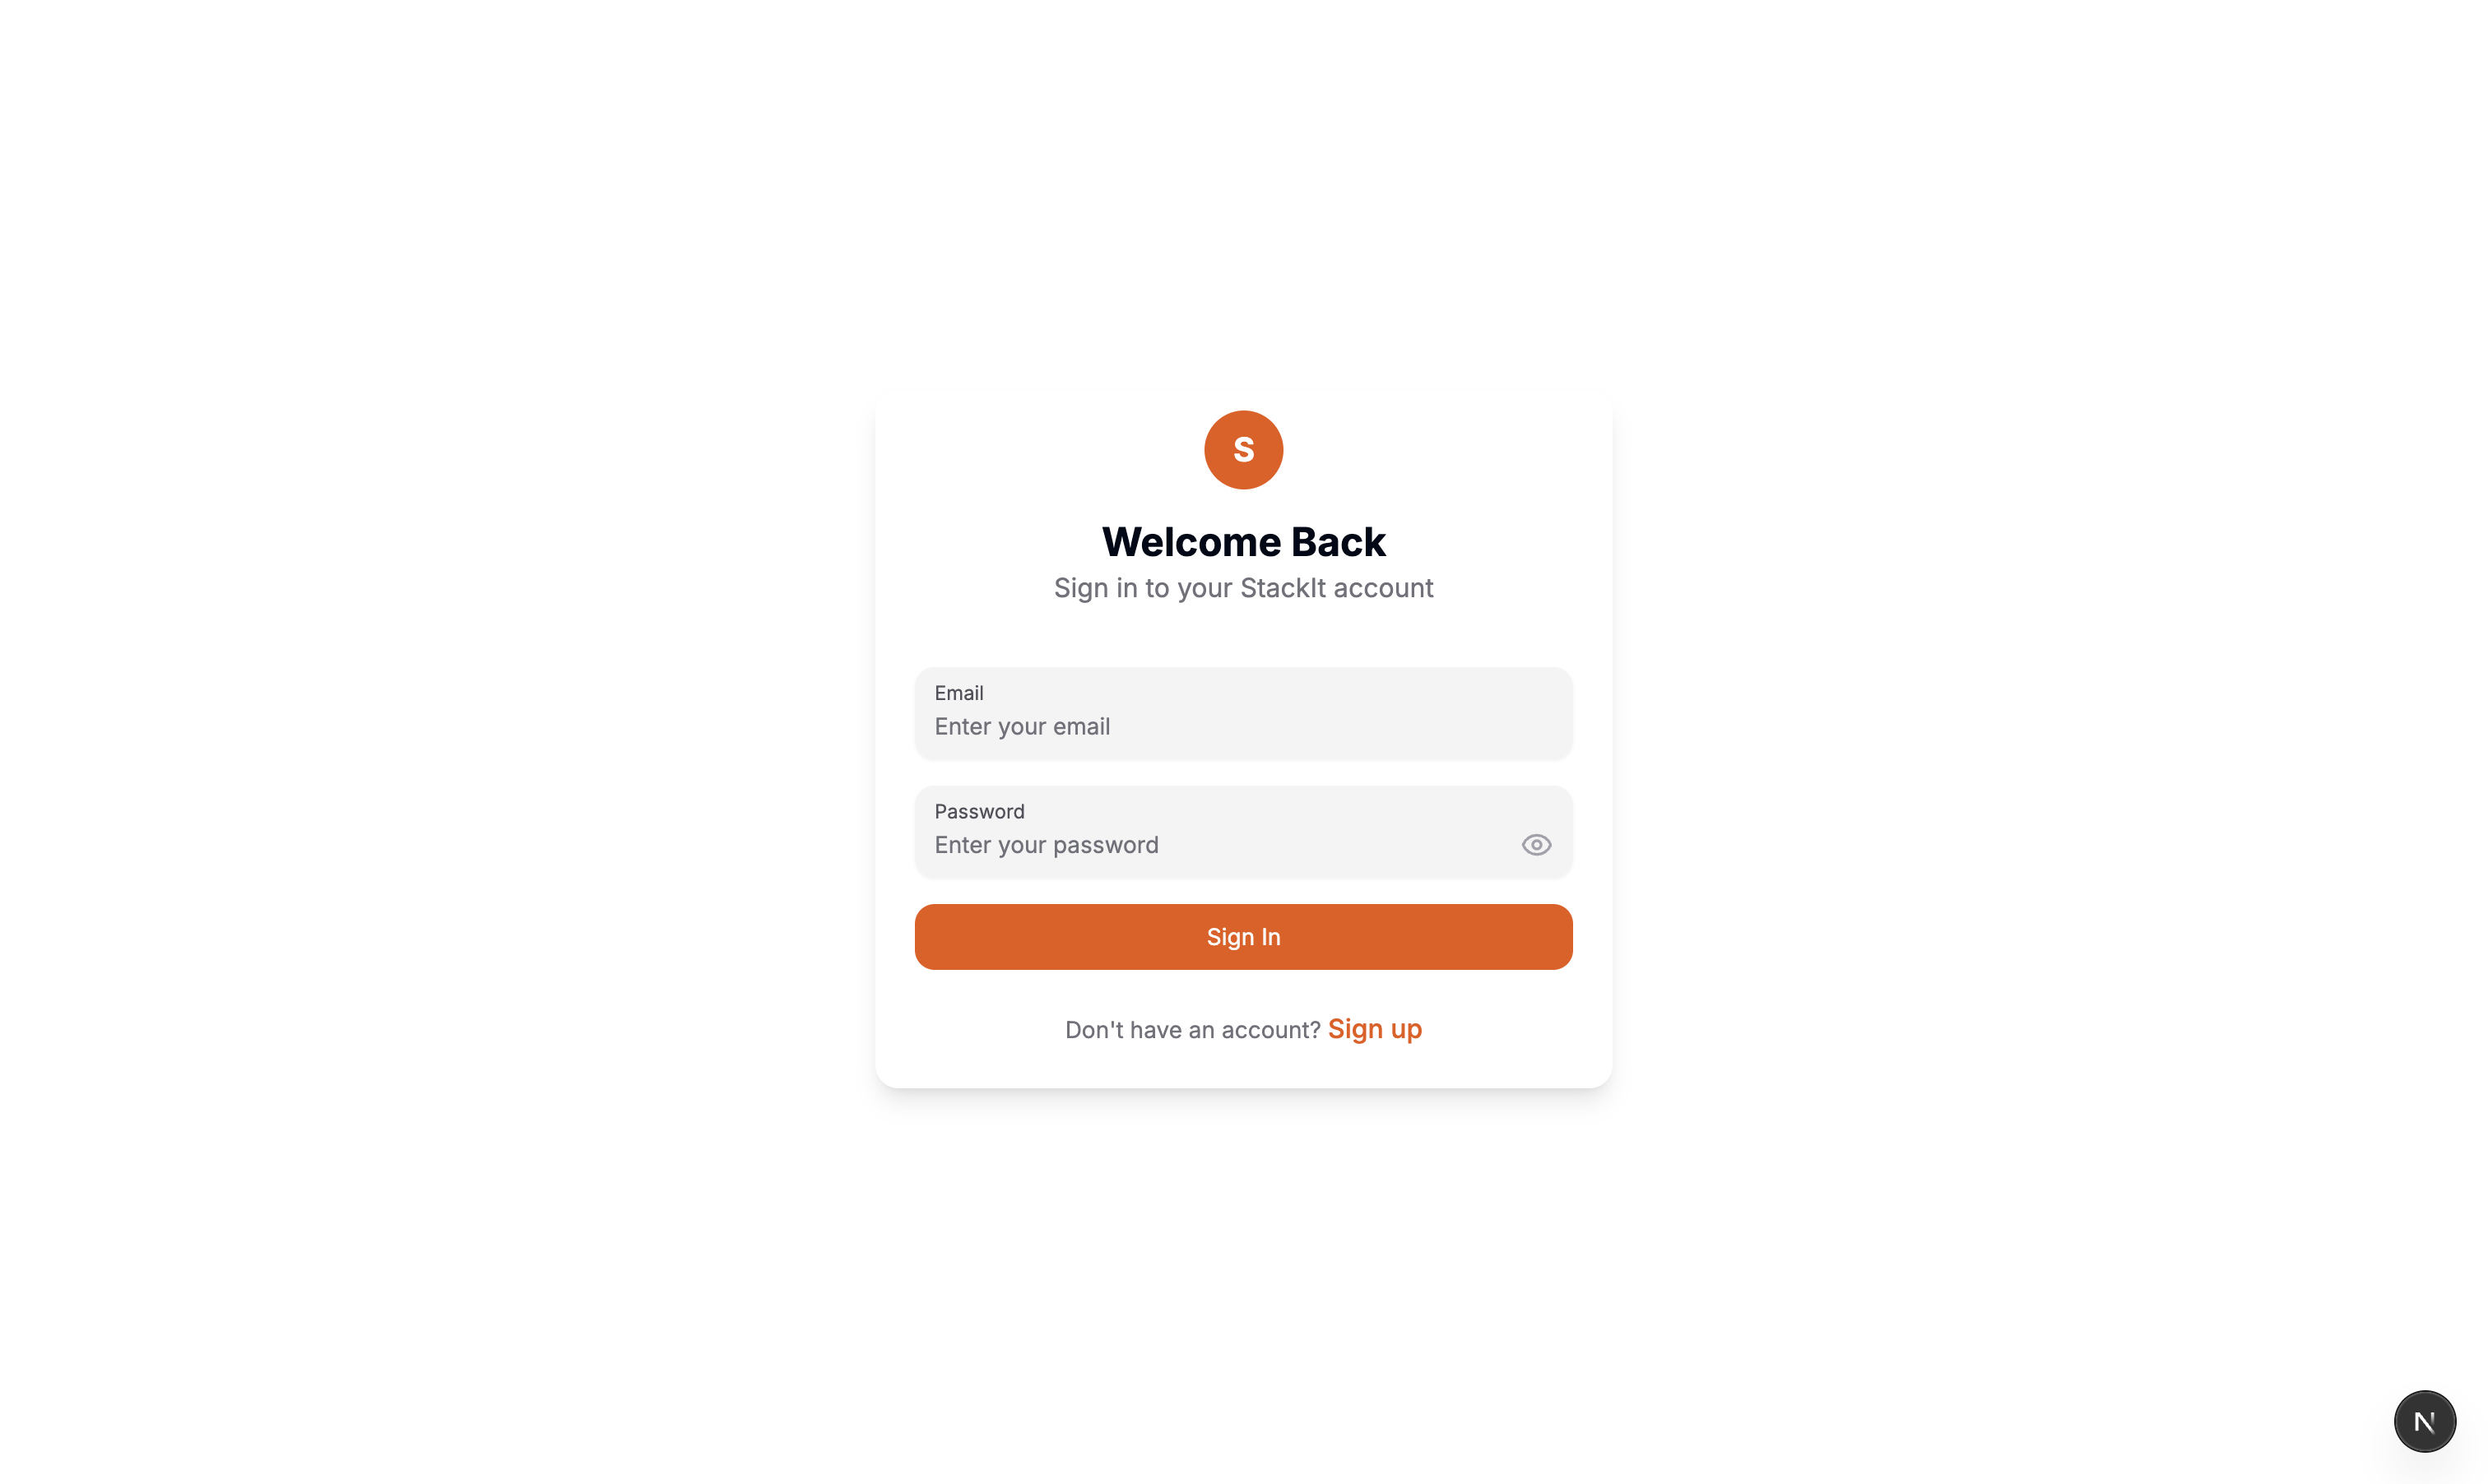 S
Welcome Back
Sign in to your StackIt account
Email
Enter your email
Password
Enter your password
Sign In
Don't have an account? Sign up
N